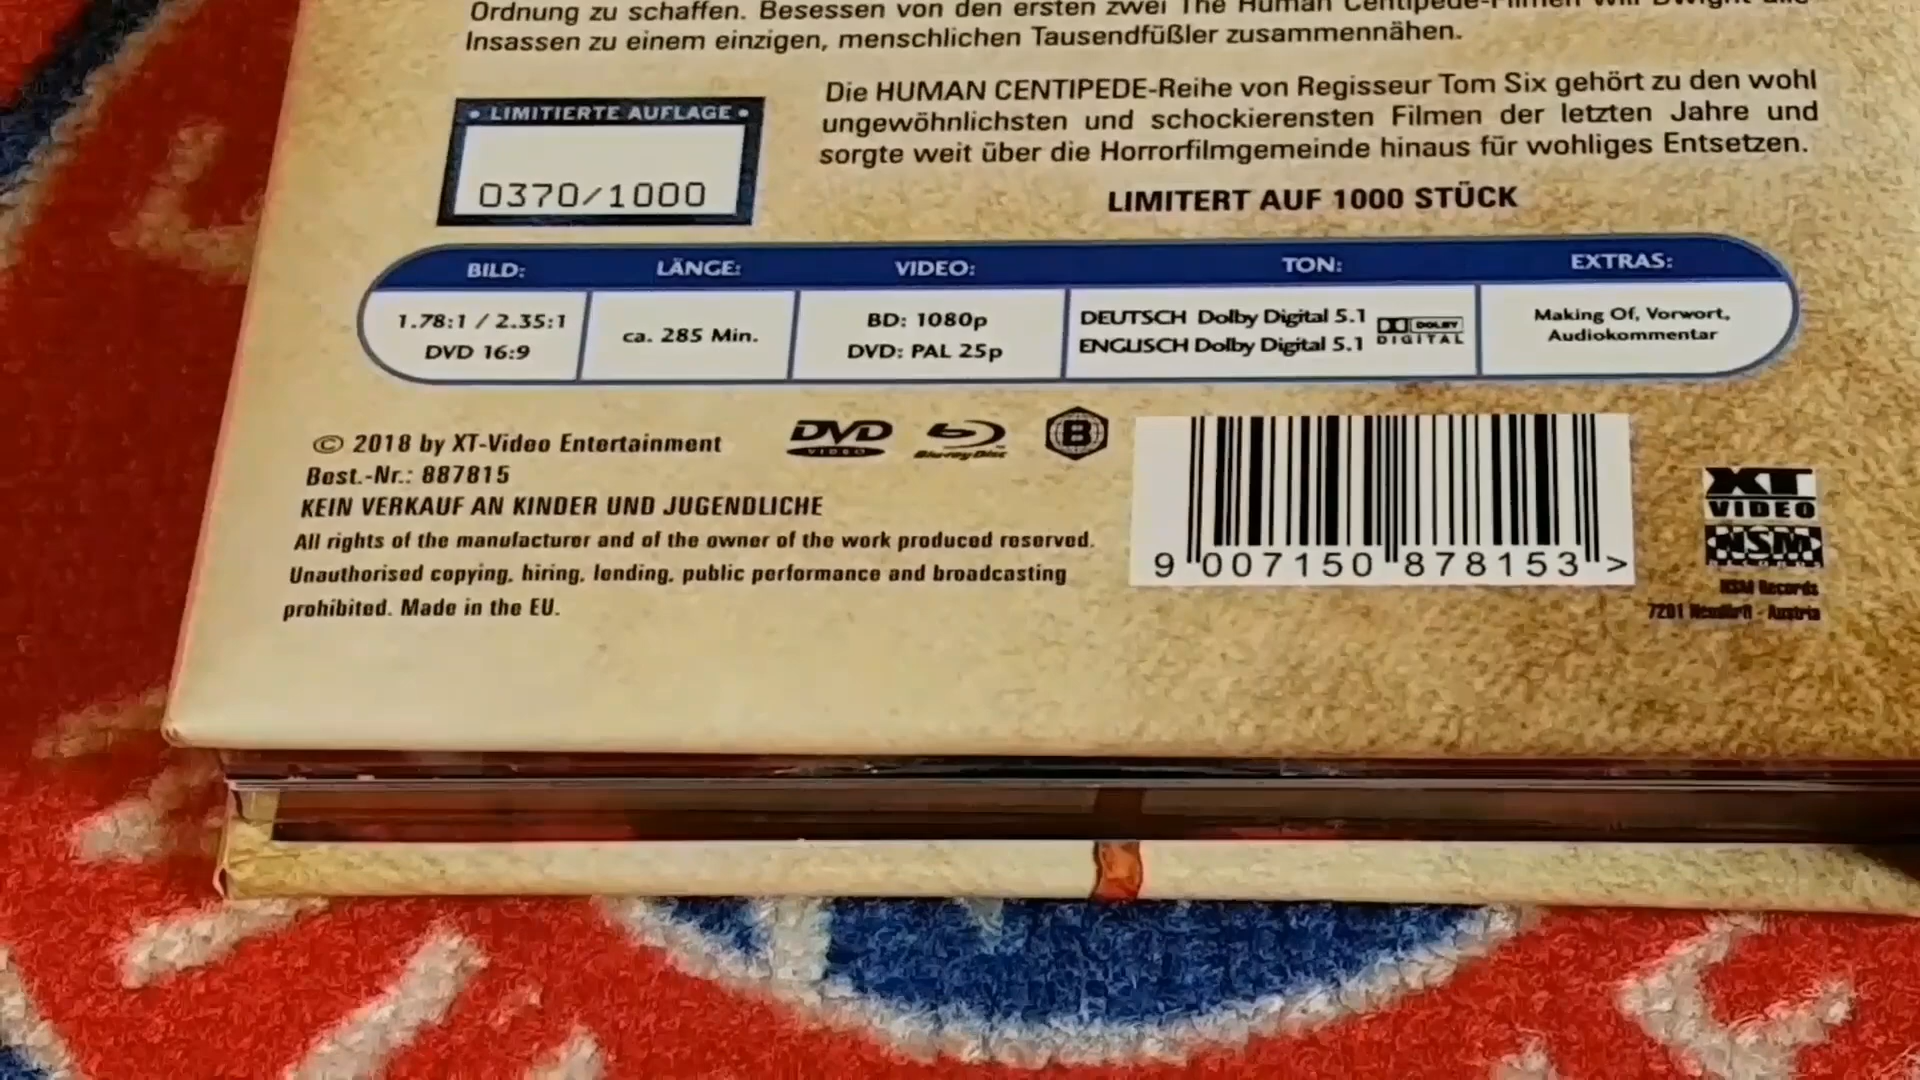 Ordnung zu schaffen. Besessen von den ersten zwei The Human Centipede-Filmen will Dwight alle
Insassen zu einem einzigen, menschlichen Tausendfüßler zusammennähen.
• LIMITIERTE AUFLAGE •
0370/1000
Die HUMAN CENTIPEDE-Reihe von Regisseur Tom Six gehört zu den wohl
ungewöhnlichsten und schockierensten Filmen der letzten Jahre und
sorgte weit über die Horrorfilmgemeinde hinaus für wohliges Entsetzen.
LIMITERT AUF 1000 STÜCK
BILD: LÄNGE: VIDEO: TON: EXTRAS:
1.78:1 / 2.35:1
DVD 16:9
ca. 285 Min.
BD: 1080p
DVD: PAL 25p
DEUTSCH Dolby Digital 5.1
ENGLISCH Dolby Digital 5.1
DOLBY
DIGITAL
Making Of, Vorwort,
Audiokommentar
© 2018 by XT-Video Entertainment
Best.-Nr.: 887815
KEIN VERKAUF AN KINDER UND JUGENDLICHE
All rights of the manufacturer and of the owner of the work produced reserved.
Unauthorised copying, hiring, lending, public performance and broadcasting
prohibited. Made in the EU.
DVD
VIDEO
Blu-ray Disc
B
9 007150 878153 >
XT
VIDEO
NSM
RECORDS
NSM Records
7201 Neudörfl - Austria